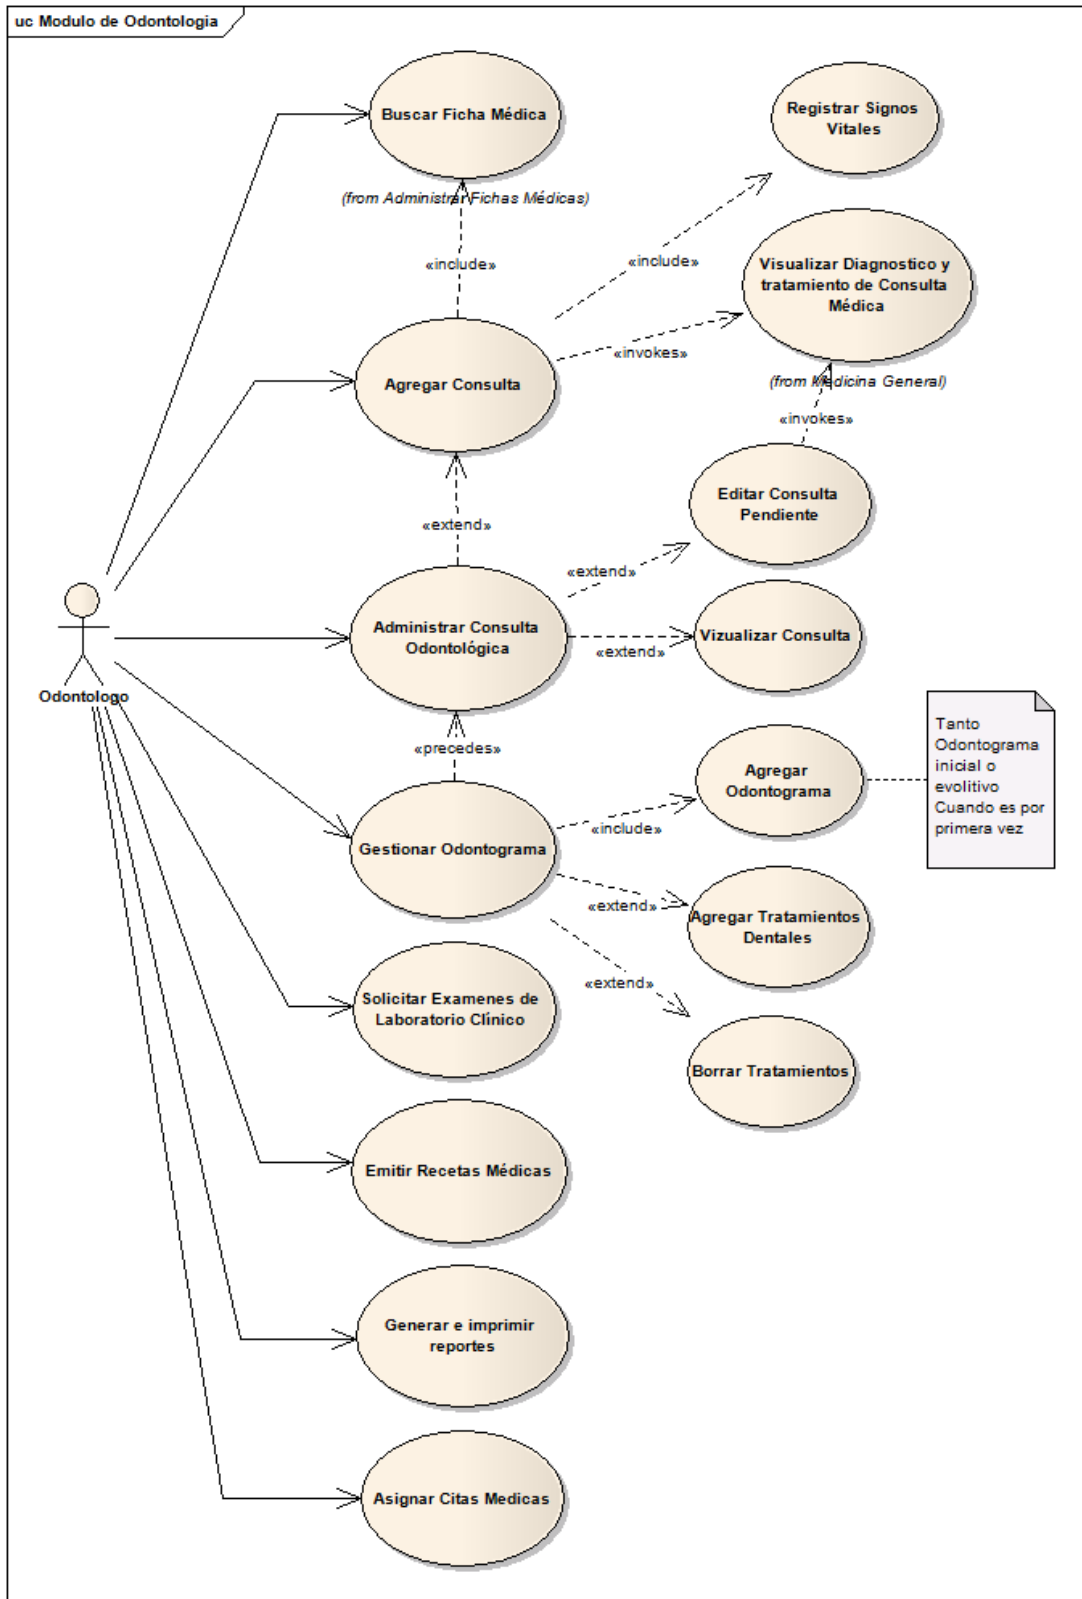 uc Modulo de Odontologia
Buscar Ficha Médica
(from Administrar Fichas Médicas)
Registrar Signos
Vitales
«include»
«include»
Visualizar Diagnostico y
tratamiento de Consulta
Médica
(from Medicina General)
«invokes»
Agregar Consulta
«invokes»
Editar Consulta
Pendiente
«extend»
«extend»
Administrar Consulta
Odontológica
Vizualizar Consulta
«extend»
Odontologo
«precedes»
Tanto
Odontograma
inicial o
evolitivo
Cuando es por
primera vez
Agregar
Odontograma
«include»
Gestionar Odontograma
«extend»
Agregar Tratamientos
Dentales
«extend»
Solicitar Examenes de
Laboratorio Clínico
Borrar Tratamientos
Emitir Recetas Médicas
Generar e imprimir
reportes
Asignar Citas Medicas